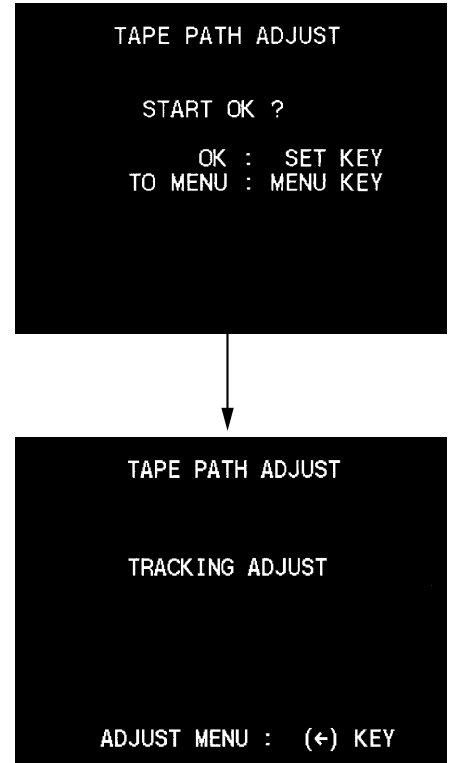 TAPE PATH ADJUST
START OK ?
OK : SET KEY
TO MENU : MENU KEY
TAPE PATH ADJUST
TRACKING ADJUST
ADJUST MENU : (←) KEY